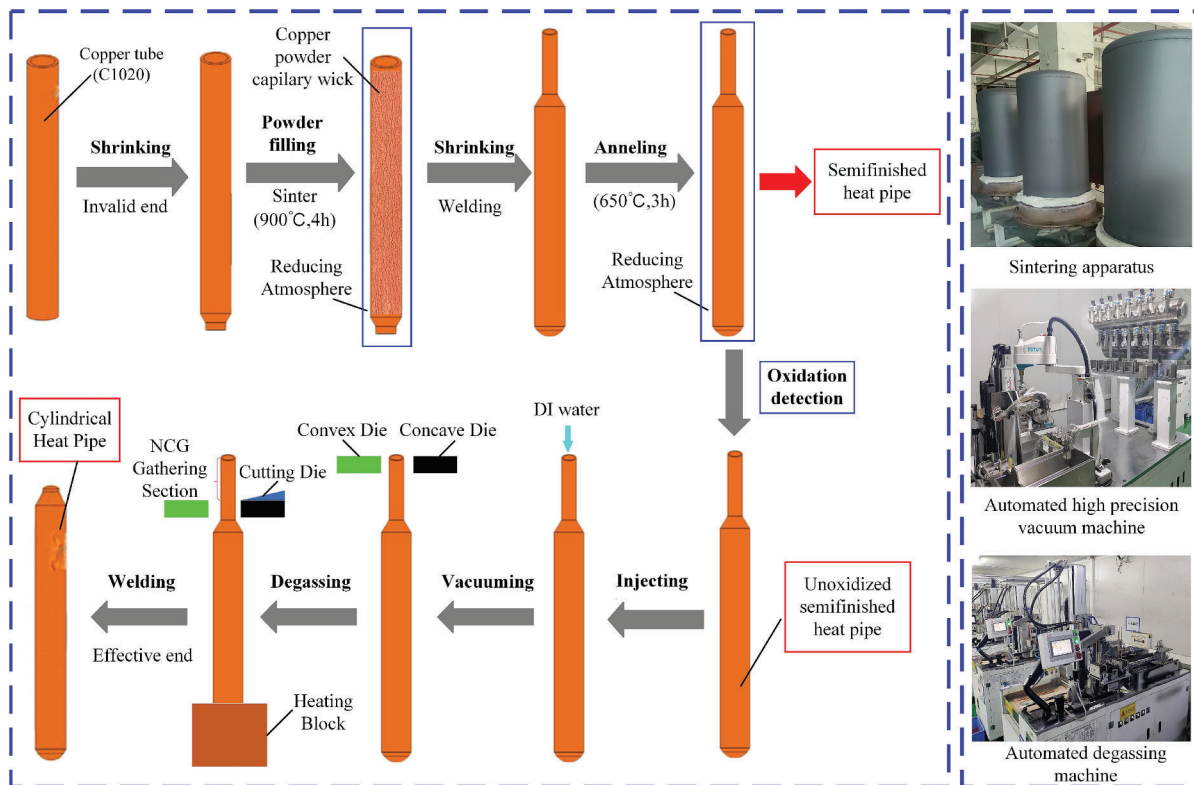 Copper tube
(C1020)
Shrinking
Invalid end
Powder
filling
Sinter
(900℃,4h)
Copper
powder
capilary wick
Reducing
Atmosphere
Shrinking
Welding
Anneling
(650℃,3h)
Reducing
Atmosphere
Semifinished
heat pipe
Oxidation
detection
Unoxidized
semifinished
heat pipe
Injecting
DI water
Vacuuming
Convex Die
Concave Die
Degassing
NCG
Gathering
Section
Cutting Die
Heating
Block
Welding
Effective end
Cylindrical
Heat Pipe
Sintering apparatus
Automated high precision
vacuum machine
Automated degassing
machine